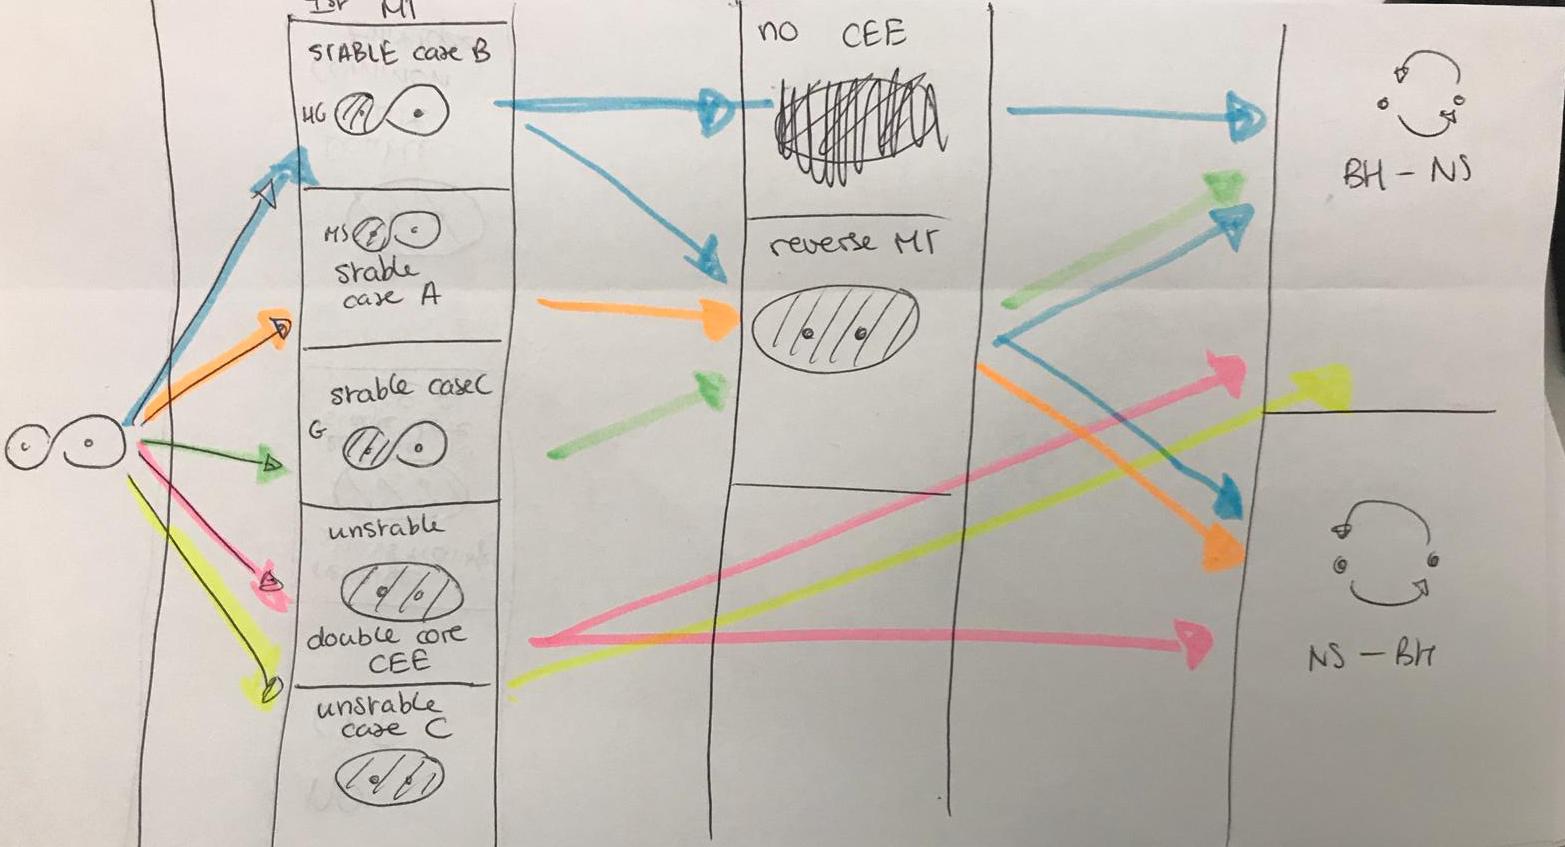 1st MT
STABLE case B
HG
MS
stable
case A
stable case C
G
unstable
double core
CEE
unstable
case C
no CEE
reverse MT
BH - NS
NS - BH